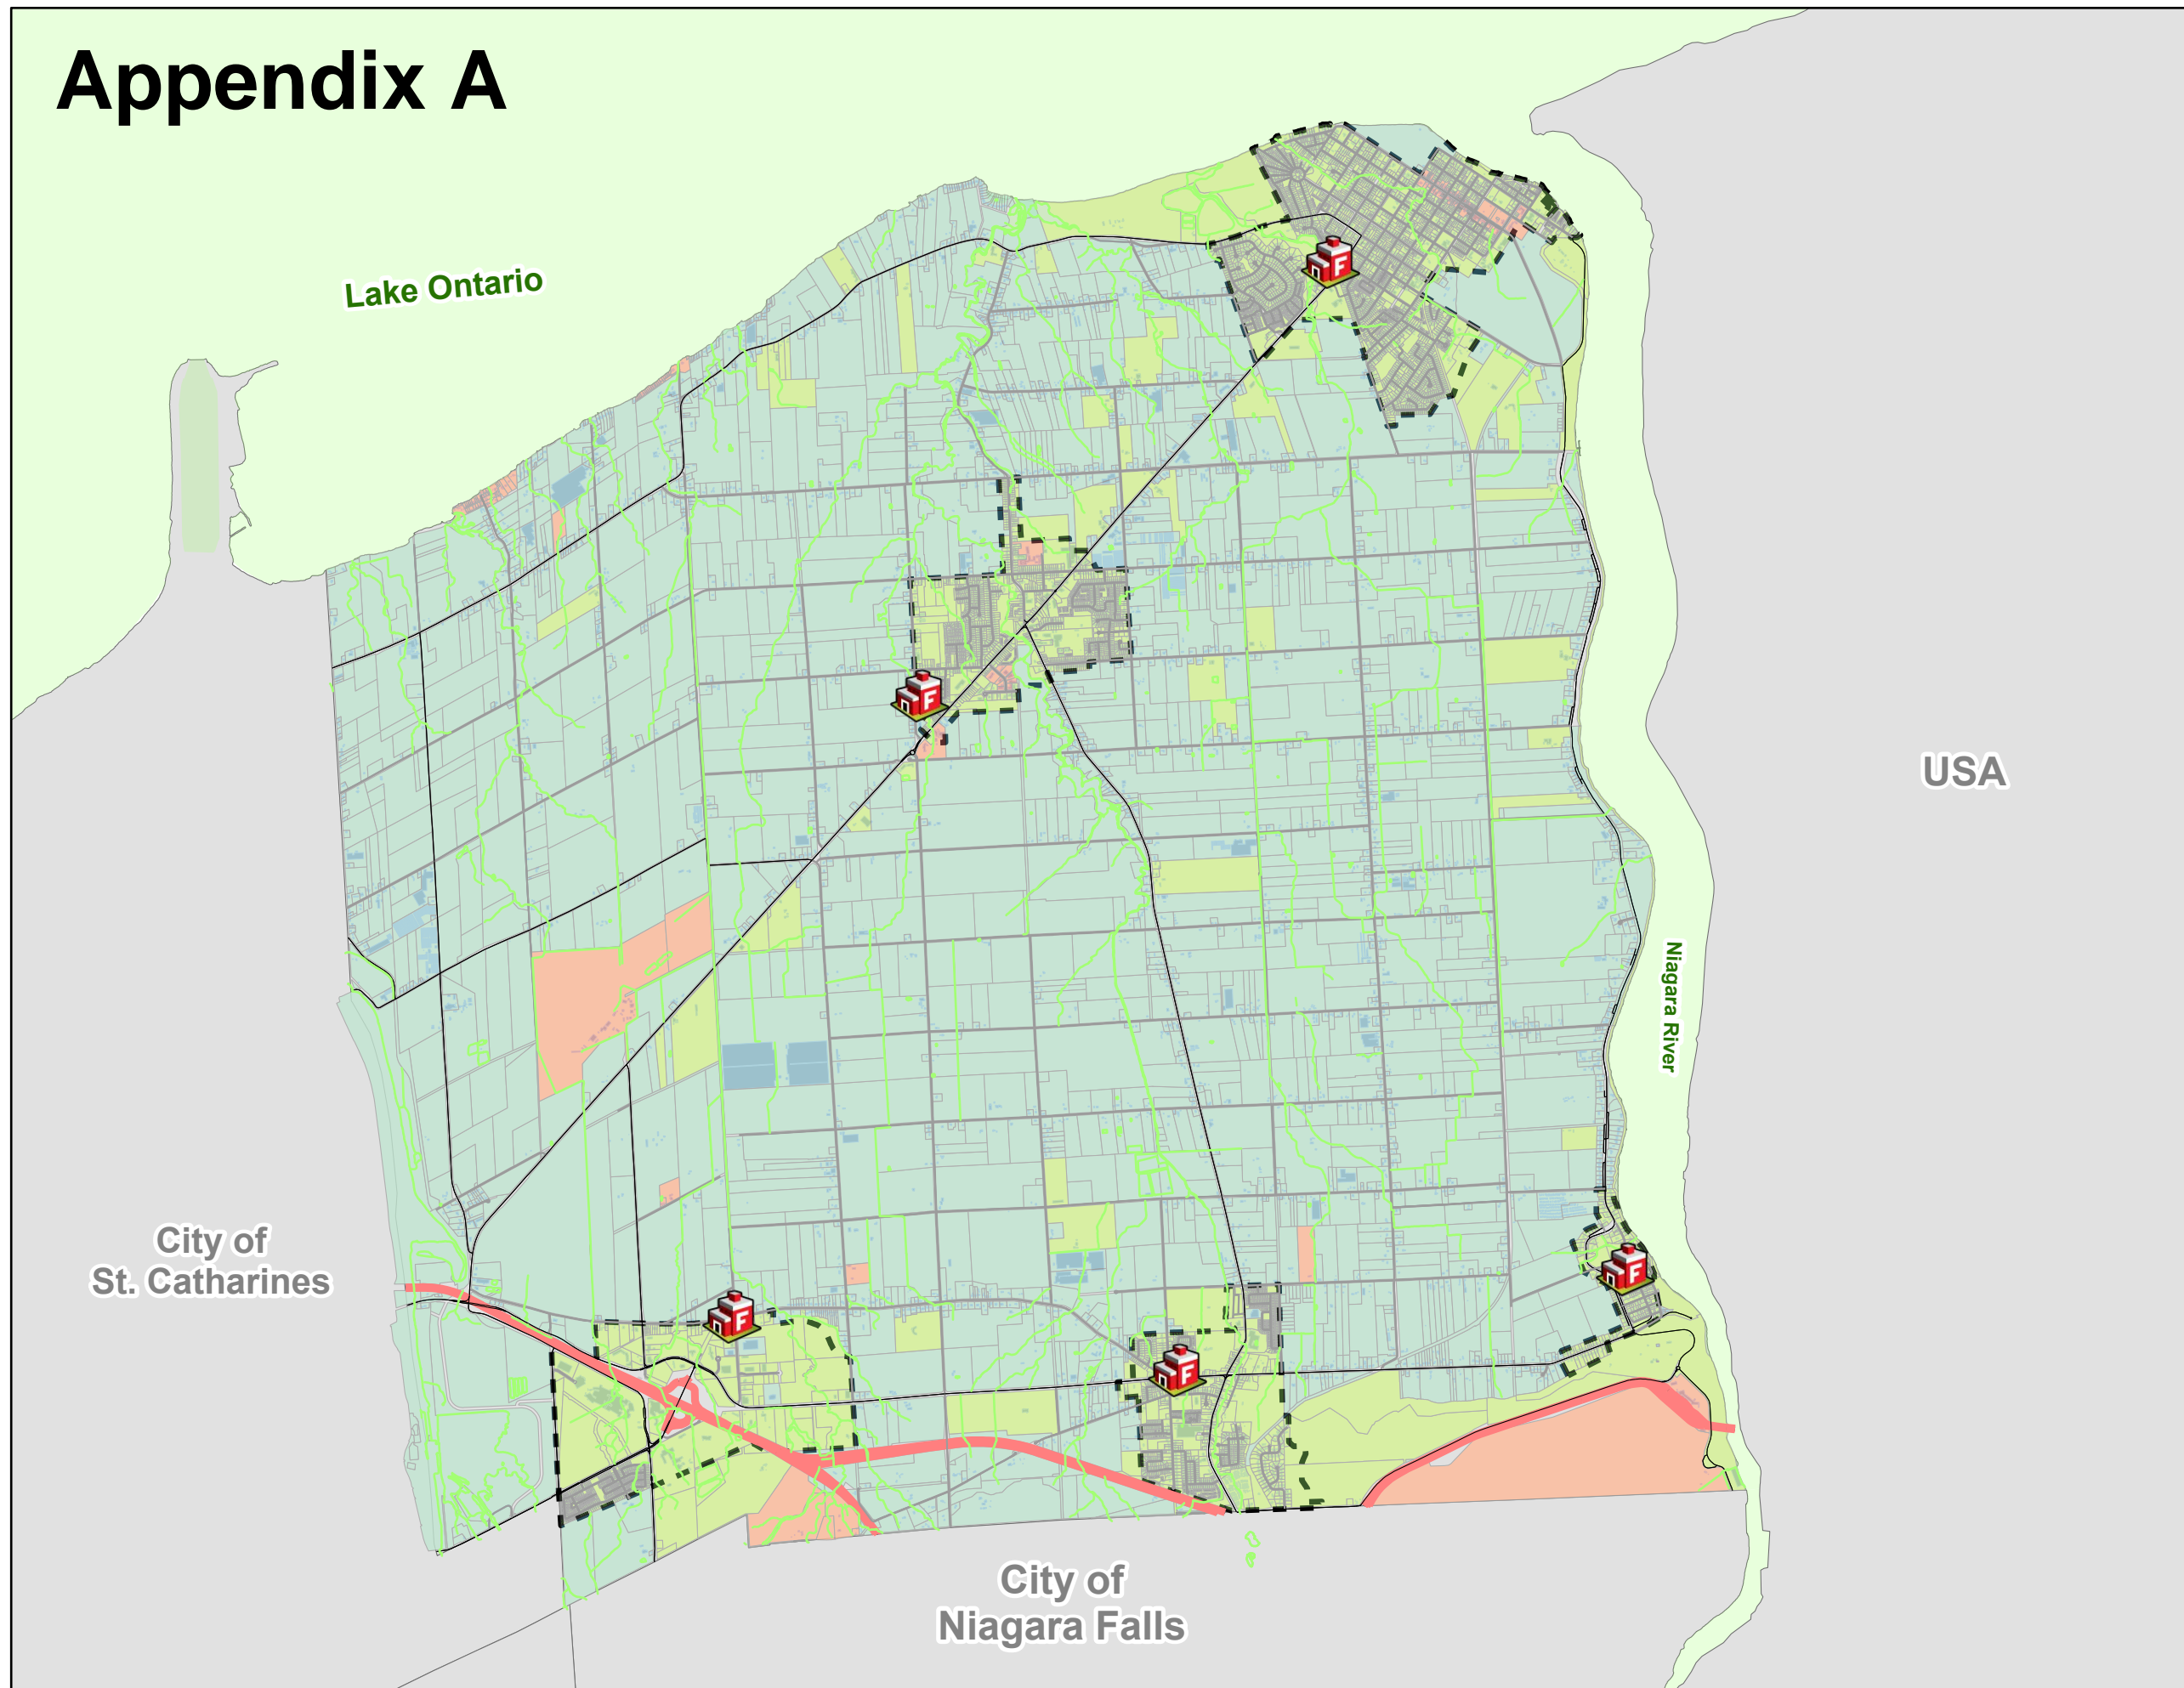 Appendix A
Lake Ontario
USA
Niagara River
City of
St. Catharines
F
F
F
F
F
City of
Niagara Falls